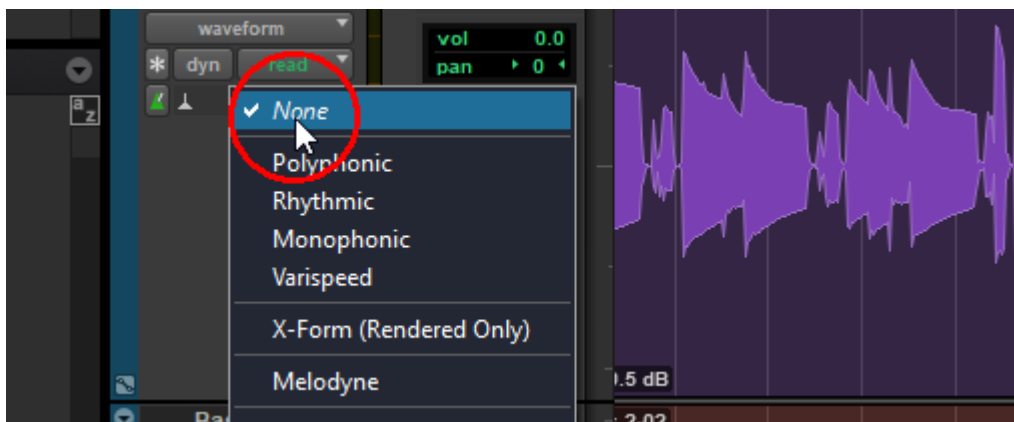 waveform
vol 0.0
* dyn read
pan 0
a z
None
Polyphonic
Rhythmic
Monophonic
Varispeed
X-Form (Rendered Only)
Melodyne
.5 dB